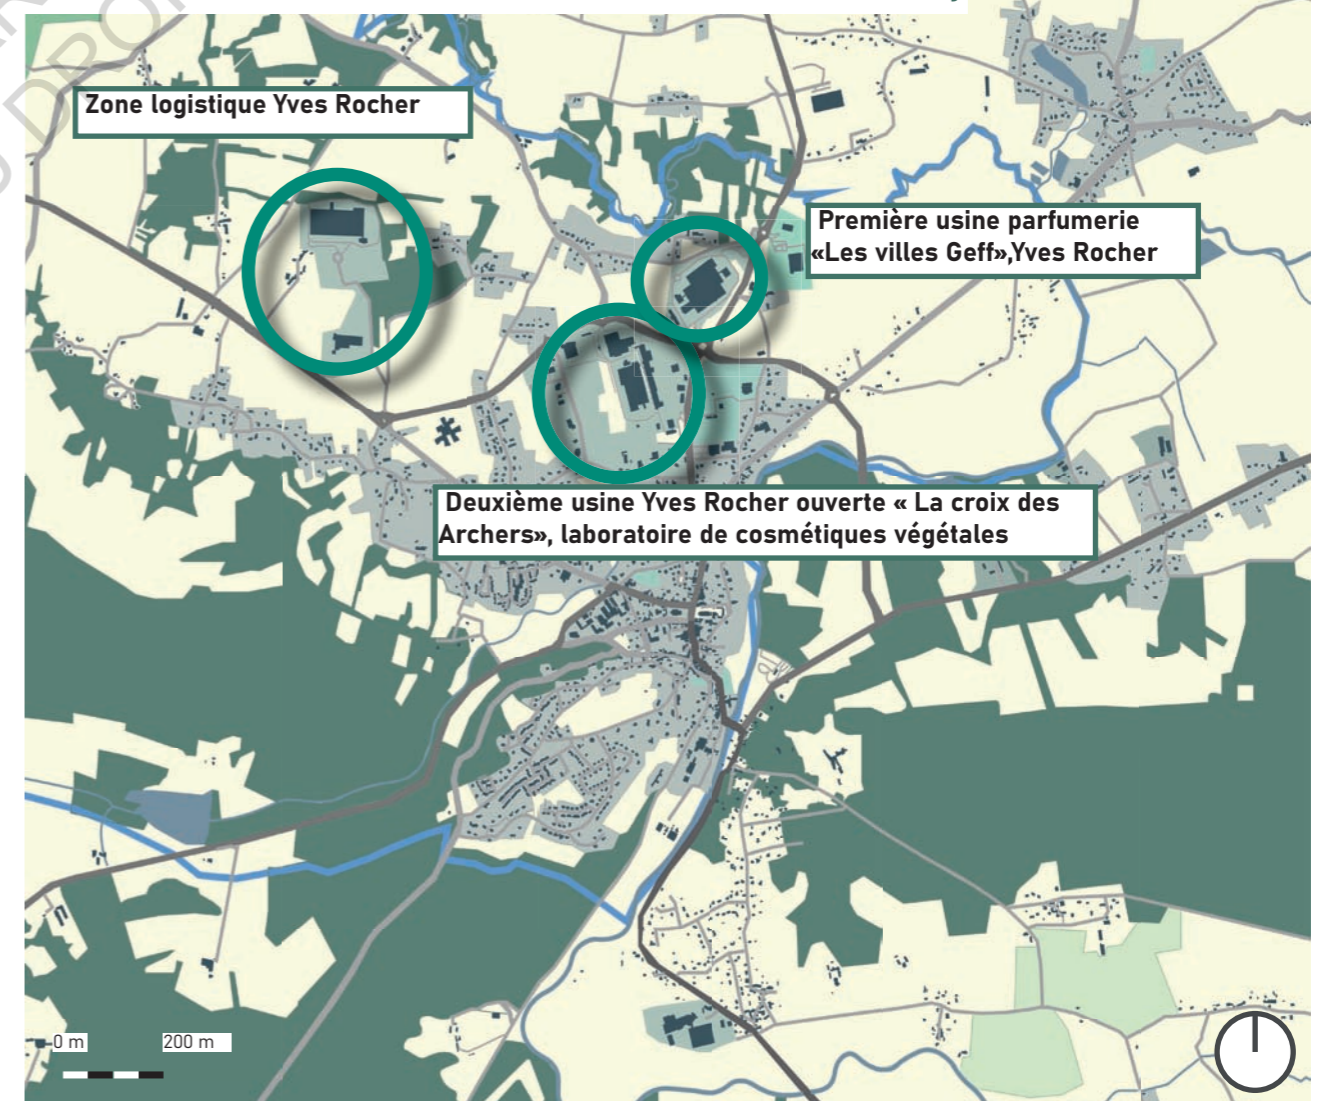 Zone logistique Yves Rocher
Première usine parfumerie
«Les villes Geff»,Yves Rocher
Deuxième usine Yves Rocher ouverte « La croix des
Archers», laboratoire de cosmétiques végétales
0 m
200 m